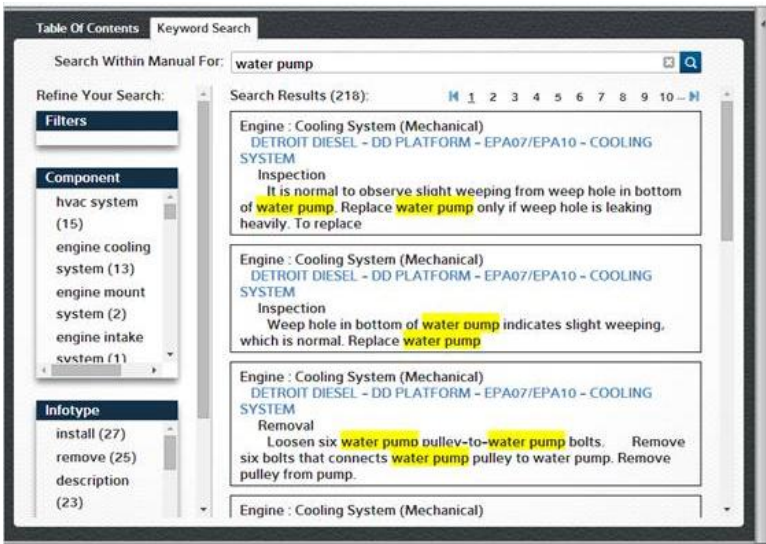 Table Of Contents Keyword Search
Search Within Manual For: water pump
Refine Your Search:
Filters
Component
hvac system
(15)
engine cooling
system (13)
engine mount
system (2)
engine intake
system (1)
Infotype
install (27)
remove (25)
description
(23)
Search Results (218): 1 2 3 4 5 6 7 8 9 10 ...
Engine : Cooling System (Mechanical)
DETROIT DIESEL - DD PLATFORM - EPA07/EPA10 - COOLING
SYSTEM
Inspection
It is normal to observe slight weeping from weep hole in bottom
of water pump. Replace water pump only if weep hole is leaking
heavily. To replace
Engine : Cooling System (Mechanical)
DETROIT DIESEL - DD PLATFORM - EPA07/EPA10 - COOLING
SYSTEM
Inspection
Weep hole in bottom of water pump indicates slight weeping,
which is normal. Replace water pump
Engine : Cooling System (Mechanical)
DETROIT DIESEL - DD PLATFORM - EPA07/EPA10 - COOLING
SYSTEM
Removal
Loosen six water pump pulley-to-water pump bolts. Remove
six bolts that connects water pump pulley to water pump. Remove
pulley from pump.
Engine : Cooling System (Mechanical)